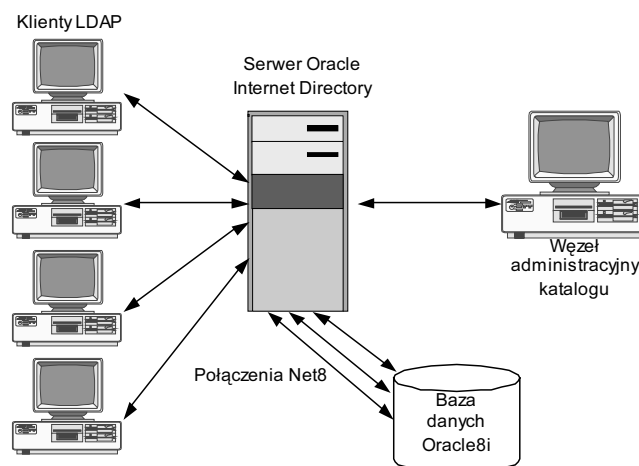 Klienty LDAP
Serwer Oracle
Internet Directory
Węzeł
administracyjny
katalogu
Połączenia Net8
Baza
danych
Oracle8i